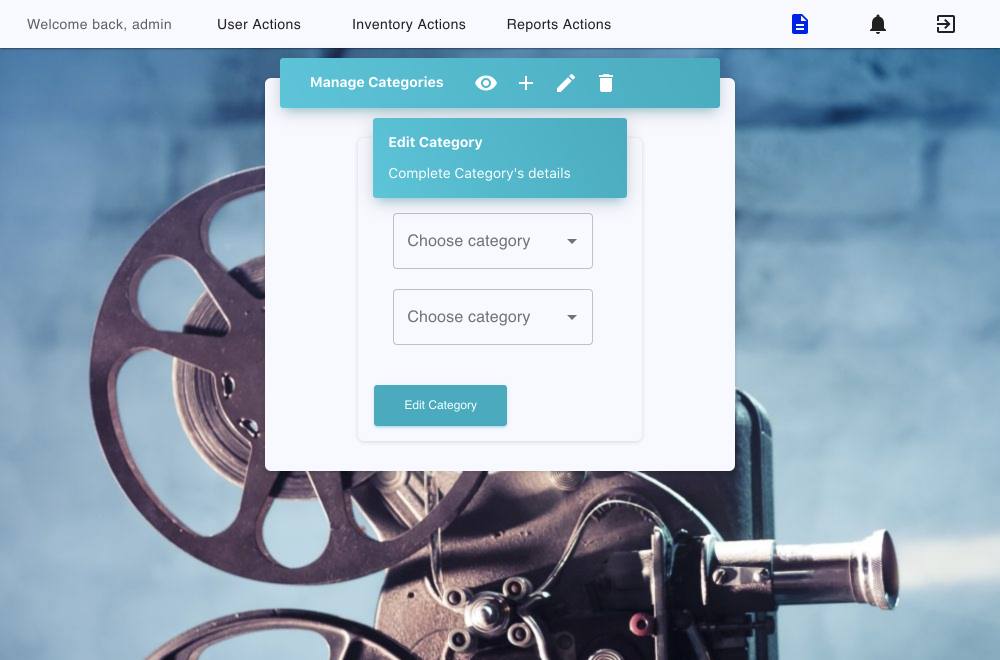 Welcome back, admin User Actions Inventory Actions Reports Actions
Manage Categories
Edit Category
Complete Category's details
Choose category
Choose category
Edit Category